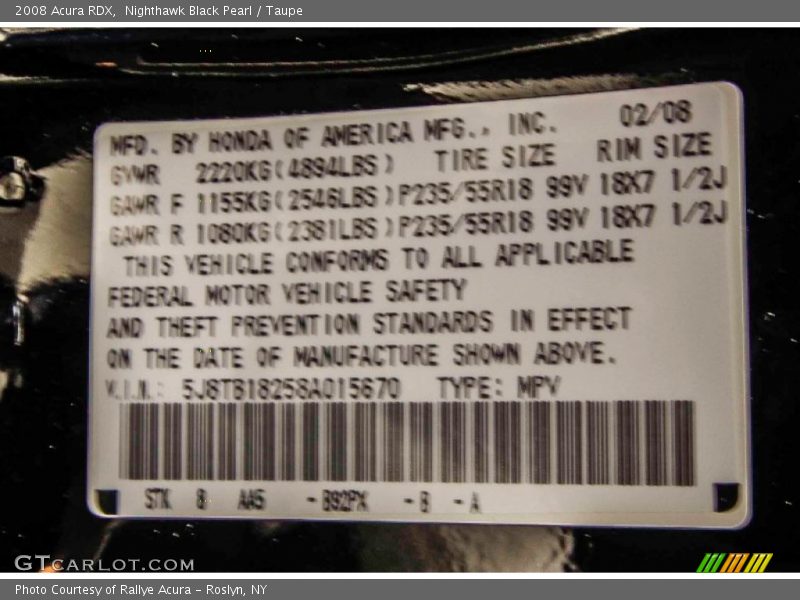 2008 Acura RDX, Nighthawk Black Pearl / Taupe
MFD. BY HONDA OF AMERICA MFG., INC. 02/08
GVWR 2220KG(4894LBS) TIRE SIZE RIM SIZE
GAWR F 1155KG(2546LBS)P235/55R18 99V 18X7 1/2J
GAWR R 1080KG(2381LBS)P235/55R18 99V 18X7 1/2J
THIS VEHICLE CONFORMS TO ALL APPLICABLE
FEDERAL MOTOR VEHICLE SAFETY
AND THEFT PREVENTION STANDARDS IN EFFECT
ON THE DATE OF MANUFACTURE SHOWN ABOVE.
V.I.N.: 5J8TB18258A015670 TYPE: MPV
STK 8 AA5 -B92PX -B -A
GTCARLOT.COM
Photo Courtesy of Rallye Acura – Roslyn, NY